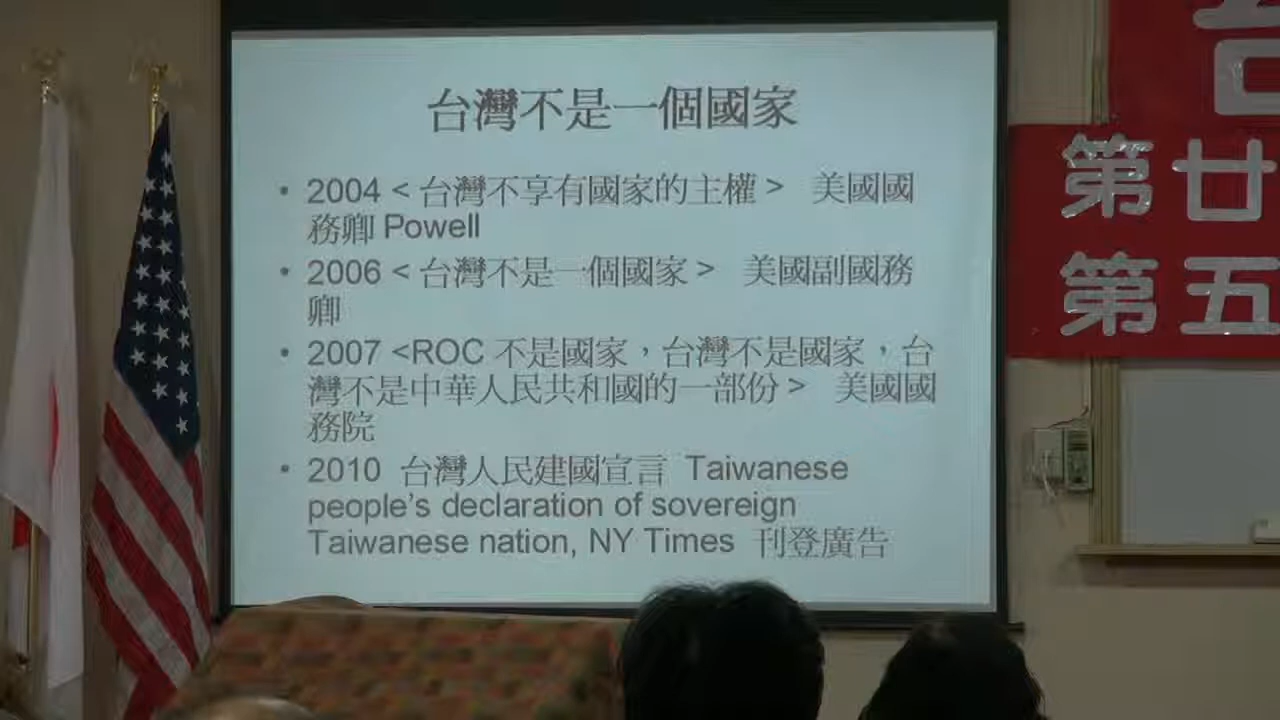 台灣不是一個國家
• 2004 < 台灣不享有國家的主權 > 美國國
務卿 Powell
• 2006 < 台灣不是一個國家 > 美國副國務
卿
• 2007 <ROC 不是國家，台灣不是國家，台
灣不是中華人民共和國的一部份 > 美國國
務院
• 2010 台灣人民建國宣言 Taiwanese
people's declaration of sovereign
Taiwanese nation, NY Times 刊登廣告
第廿
第五